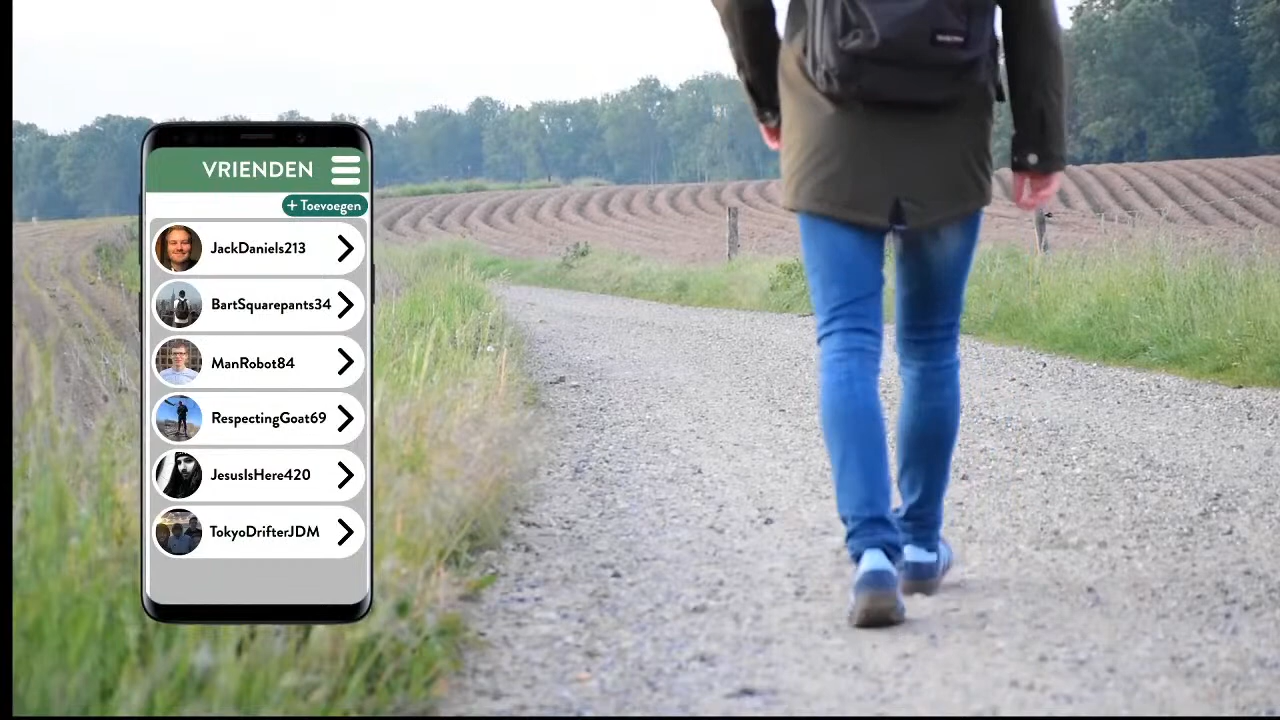 VRIENDEN
+ Toevoegen
JackDaniels213
BartSquarepants34
ManRobot84
RespectingGoat69
JesusIsHere420
TokyoDrifterJDM